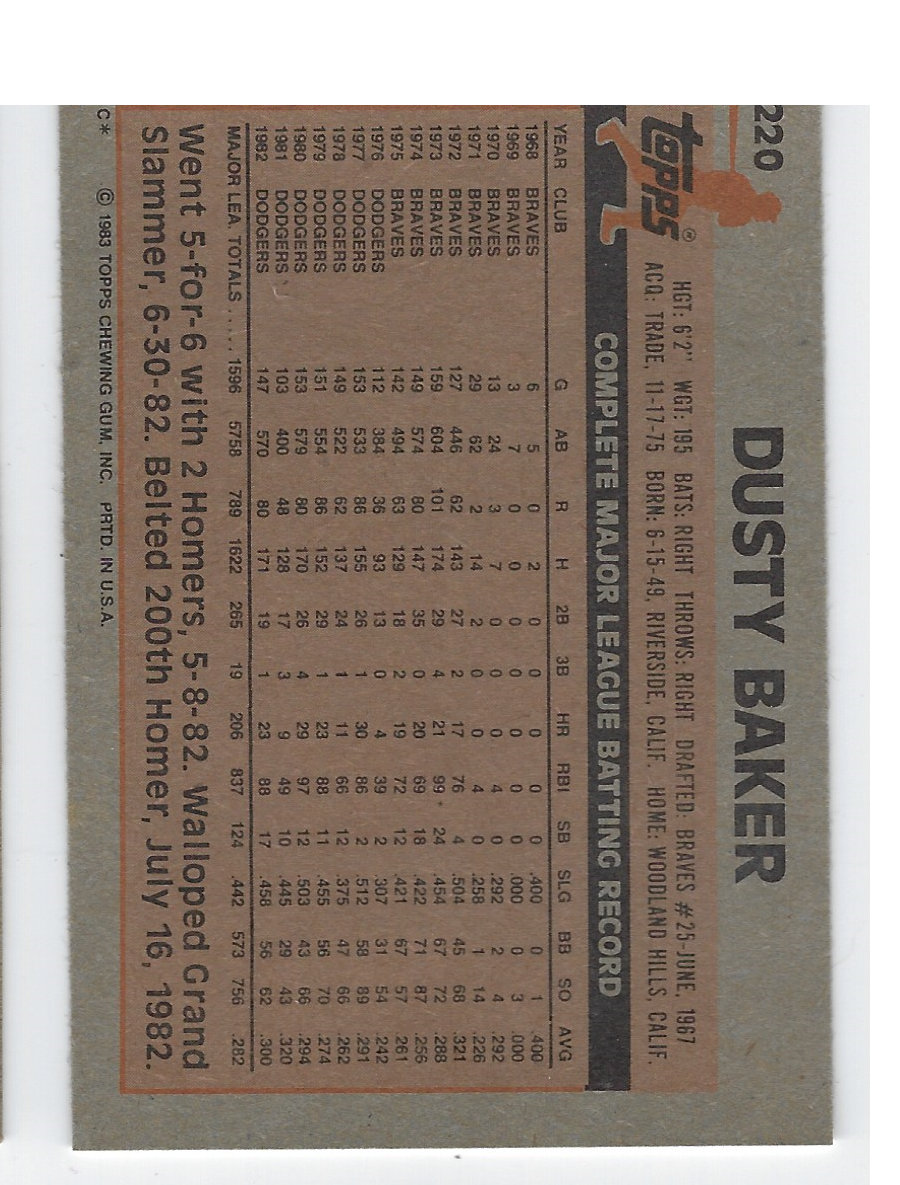 220 DUSTY BAKER
topps®
HGT: 6'2" WGT: 195 BATS: RIGHT THROWS: RIGHT DRAFTED: BRAVES #25-JUNE, 1967
ACQ: TRADE, 11-17-75 BORN: 6-15-49, RIVERSIDE, CALIF. HOME: WOODLAND HILLS, CALIF.
COMPLETE MAJOR LEAGUE BATTING RECORD
YEAR CLUB G AB R H 2B 3B HR RBI SB SLG BB SO AVG
1968 BRAVES 6 5 0 2 0 0 0 0 0 .400 0 1 .400
1969 BRAVES 3 7 0 0 0 0 0 0 0 .000 0 3 .000
1970 BRAVES 13 24 3 7 0 0 0 4 0 .292 2 4 .292
1971 BRAVES 29 62 2 14 2 0 0 4 0 .258 1 14 .226
1972 BRAVES 127 446 62 143 27 2 17 76 4 .504 45 68 .321
1973 BRAVES 159 604 101 174 29 4 21 99 24 .454 67 72 .288
1974 BRAVES 149 574 80 147 35 0 20 69 18 .422 71 87 .256
1975 BRAVES 142 494 63 129 18 2 19 72 12 .421 67 57 .261
1976 DODGERS 112 384 36 93 13 0 4 39 2 .307 31 54 .242
1977 DODGERS 153 533 86 155 26 1 30 86 2 .512 58 89 .291
1978 DODGERS 149 522 62 137 24 1 11 66 12 .375 47 66 .262
1979 DODGERS 151 554 86 152 29 1 23 88 11 .455 56 70 .274
1980 DODGERS 153 579 80 170 26 4 29 97 12 .503 43 66 .294
1981 DODGERS 103 400 48 128 17 3 9 49 10 .445 29 43 .320
1982 DODGERS 147 570 80 171 19 1 23 88 17 .458 56 62 .300
MAJOR LEA. TOTALS ..... 1596 5758 789 1622 265 19 206 837 124 .442 573 756 .282
Went 5-for-6 with 2 Homers, 5-8-82. Walloped Grand
Slammer, 6-30-82. Belted 200th Homer, July 16, 1982.
C* © 1983 TOPPS CHEWING GUM, INC. PRTD. IN U.S.A.